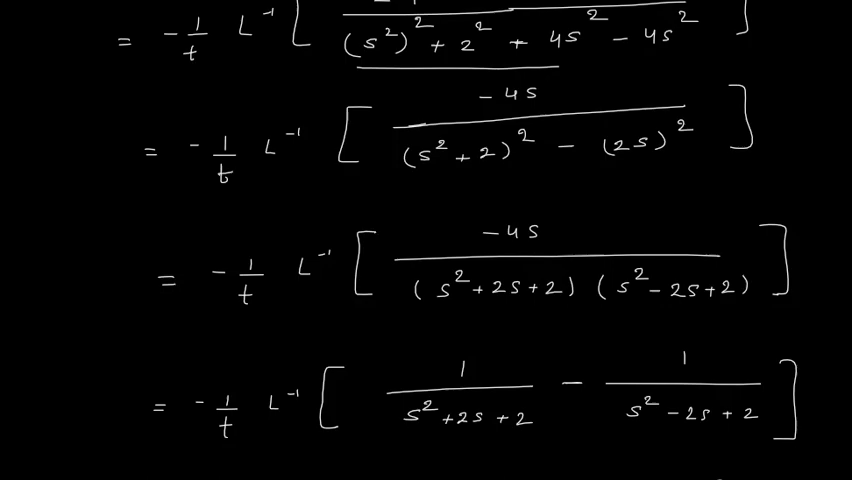 = - 1/t L⁻¹ [ / (s²)² + 2² + 4s² - 4s² ]
= - 1/t L⁻¹ [ -4s / (s² + 2)² - (2s)² ]
= - 1/t L⁻¹ [ -4s / (s² + 2s + 2) (s² - 2s + 2) ]
= - 1/t L⁻¹ [ 1 / s² + 2s + 2 - 1 / s² - 2s + 2 ]